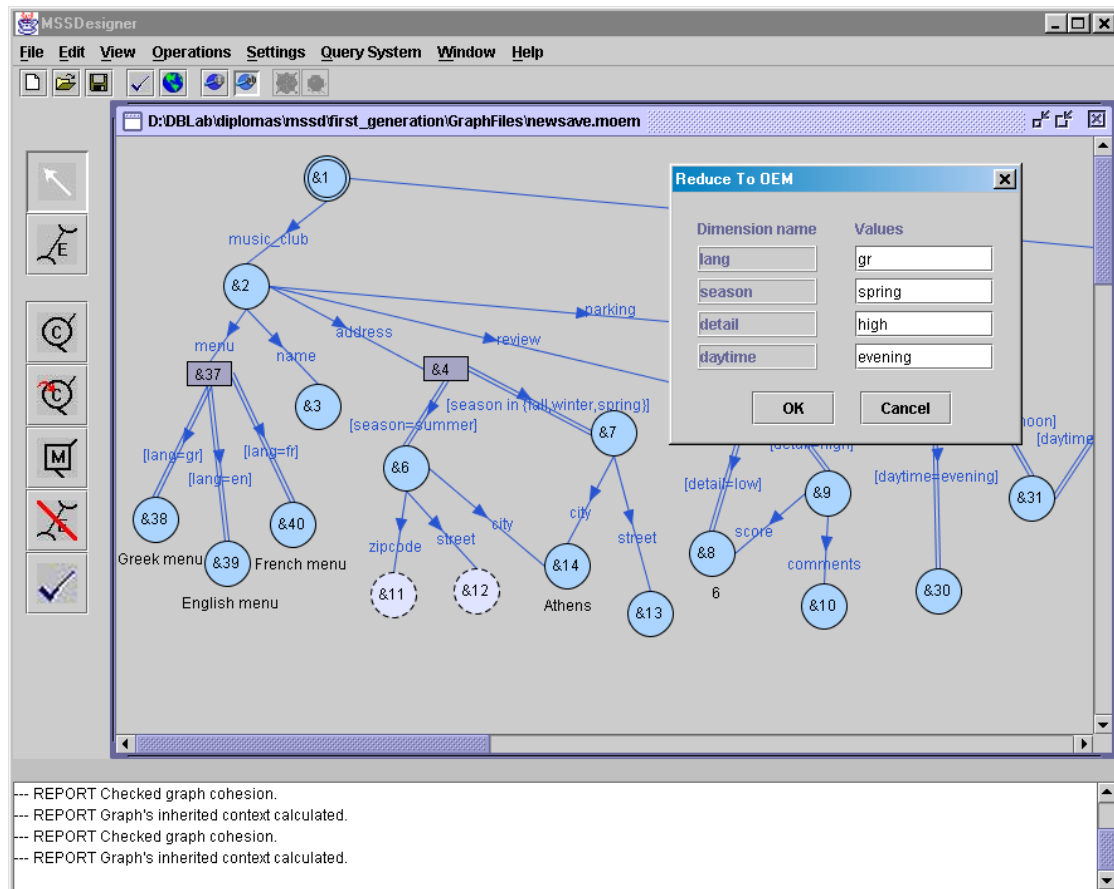 MSSDesigner
File Edit View Operations Settings Query System Window Help
D:\DBLab\diplomas\mssd\first_generation\GraphFiles\newsave.moem
&1
music_club
&2
parking
menu
name
address
review
&37
&3
&4
[season in {fall,winter,spring}]
[season=summer]
&7
[lang=gr]
[lang=fr]
[lang=en]
&6
[detail=high]
[detail=low]
[daytime=evening]
noon]
[daytime
&9
&31
&38
&40
&39
Greek menu
French menu
English menu
zipcode
street
city
city
street
score
comments
&8
6
&11
&12
&14
Athens
&13
&10
&30
Reduce To OEM
Dimension name Values
lang gr
season spring
detail high
daytime evening
OK Cancel
E
C
C
M
E
--- REPORT Checked graph cohesion.
--- REPORT Graph's inherited context calculated.
--- REPORT Checked graph cohesion.
--- REPORT Graph's inherited context calculated.